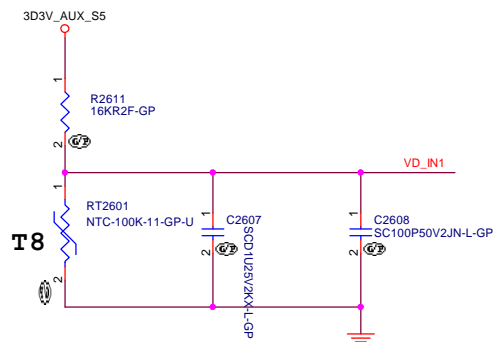 3D3V_AUX_S5
1
R2611
16KR2F-GP
2
G/P
VD_IN1
1
RT2601
NTC-100K-11-GP-U
T8
2
1
C2607
SCD1U25V2KX-L-GP
2
G/P
1
C2608
SC100P50V2JN-L-GP
2
G/P